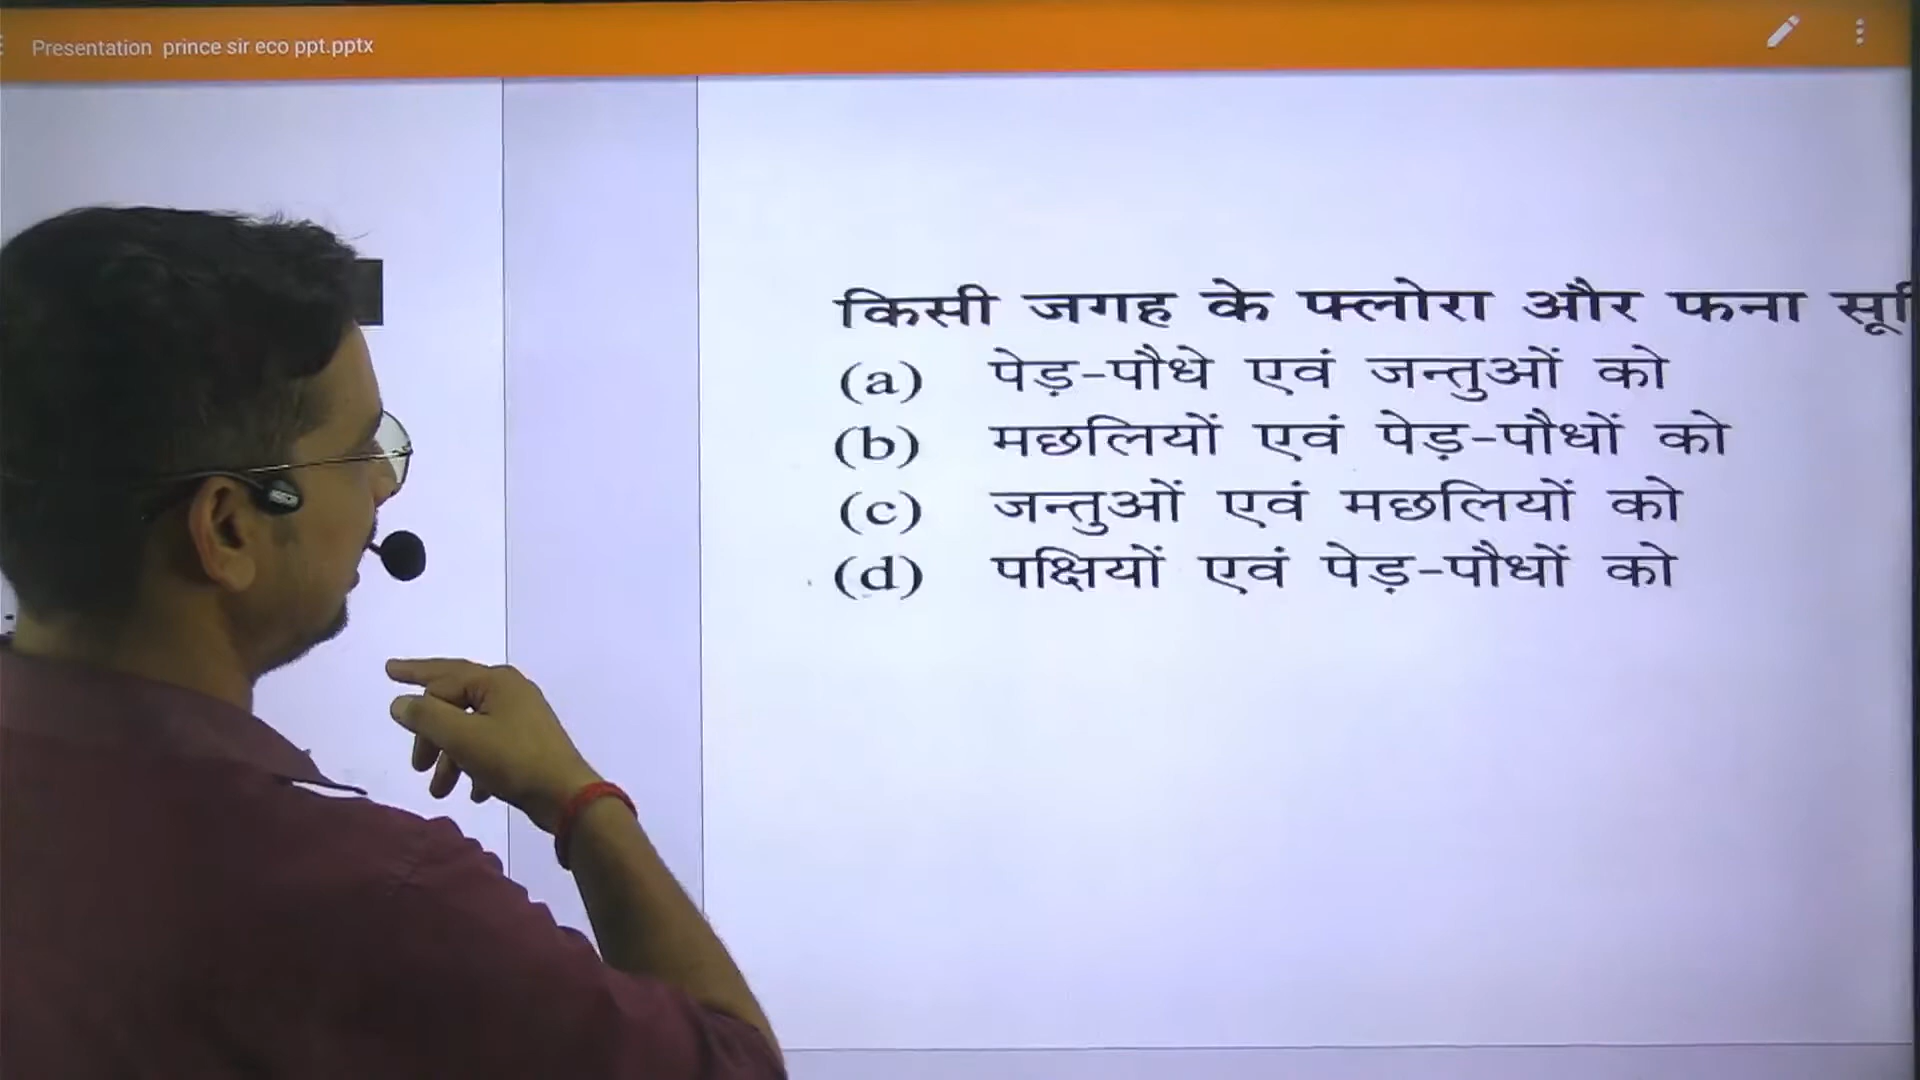 Presentation prince sir eco ppt.pptx
किसी जगह के फ्लोरा और फना
(a) पेड़-पौधे एवं जन्तुओं को
(b) मछलियों एवं पेड़-पौधों को
(c) जन्तुओं एवं मछलियों को
(d) पक्षियों एवं पेड़-पौधों को